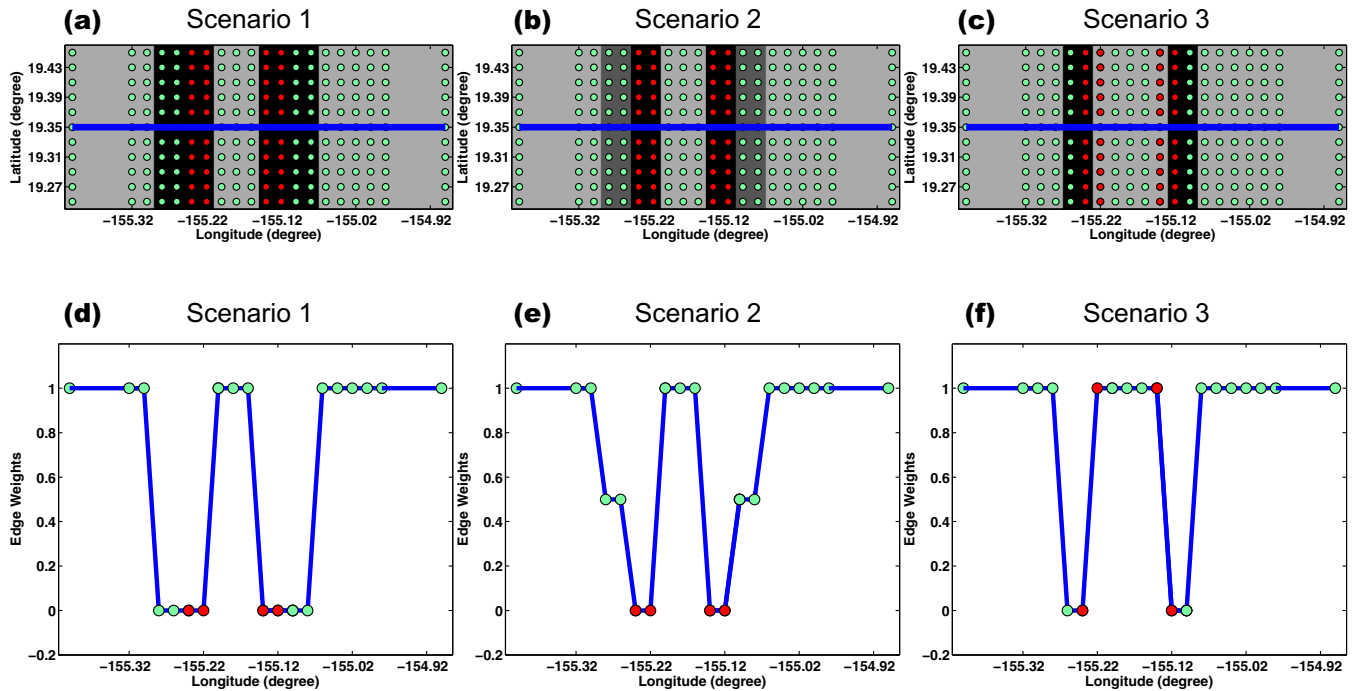 (a) Scenario 1
(b) Scenario 2
(c) Scenario 3
Latitude (degree)
19.43
19.39
19.35
19.31
19.27
−155.32 −155.22 −155.12 −155.02 −154.92
Longitude (degree)
Latitude (degree)
19.43
19.39
19.35
19.31
19.27
−155.32 −155.22 −155.12 −155.02 −154.92
Longitude (degree)
Latitude (degree)
19.43
19.39
19.35
19.31
19.27
−155.32 −155.22 −155.12 −155.02 −154.92
Longitude (degree)
(d) Scenario 1
(e) Scenario 2
(f) Scenario 3
Edge Weights
1
0.8
0.6
0.4
0.2
0
−0.2
−155.32 −155.22 −155.12 −155.02 −154.92
Longitude (degree)
Edge Weights
1
0.8
0.6
0.4
0.2
0
−0.2
−155.32 −155.22 −155.12 −155.02 −154.92
Longitude (degree)
Edge Weights
1
0.8
0.6
0.4
0.2
0
−0.2
−155.32 −155.22 −155.12 −155.02 −154.92
Longitude (degree)